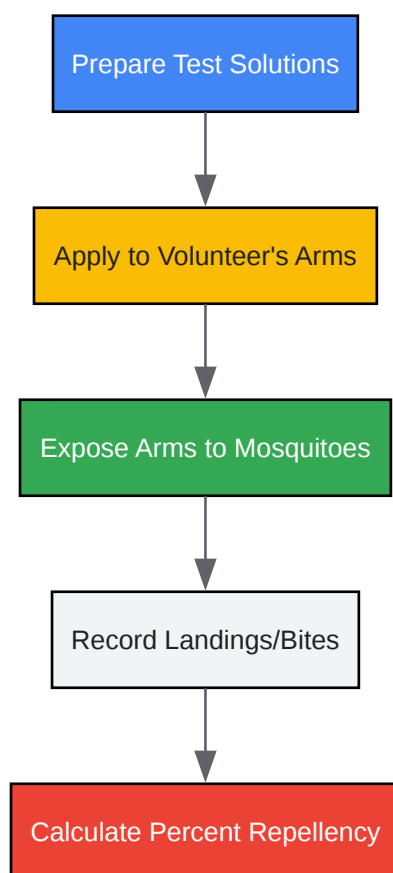 Prepare Test Solutions
Apply to Volunteer's Arms
Expose Arms to Mosquitoes
Record Landings/Bites
Calculate Percent Repellency